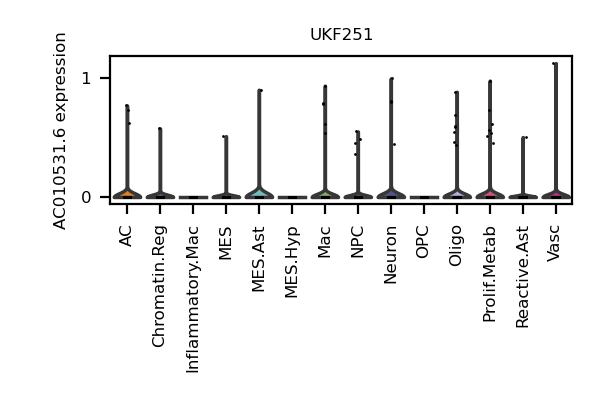 UKF251
AC010531.6 expression
1
0
AC
Chromatin.Reg
Inflammatory.Mac
MES
MES.Ast
MES.Hyp
Mac
NPC
Neuron
OPC
Oligo
Prolif.Metab
Reactive.Ast
Vasc